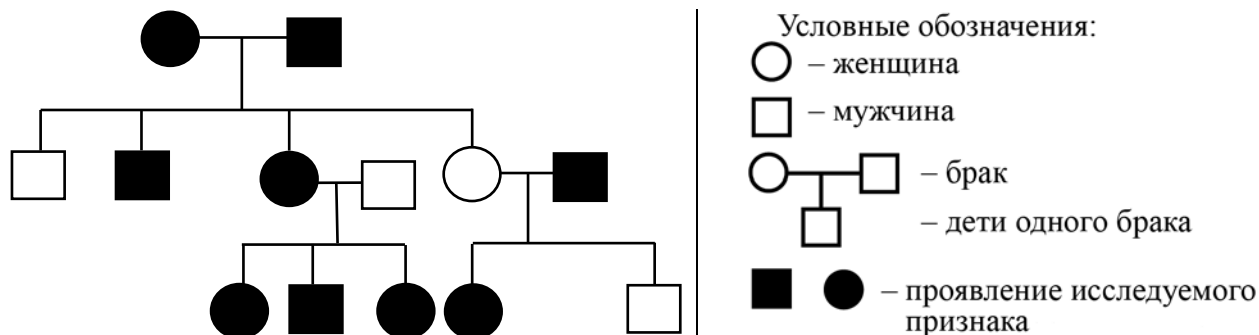 Условные обозначения:
– женщина
– мужчина
– брак
– дети одного брака
– проявление исследуемого
признака